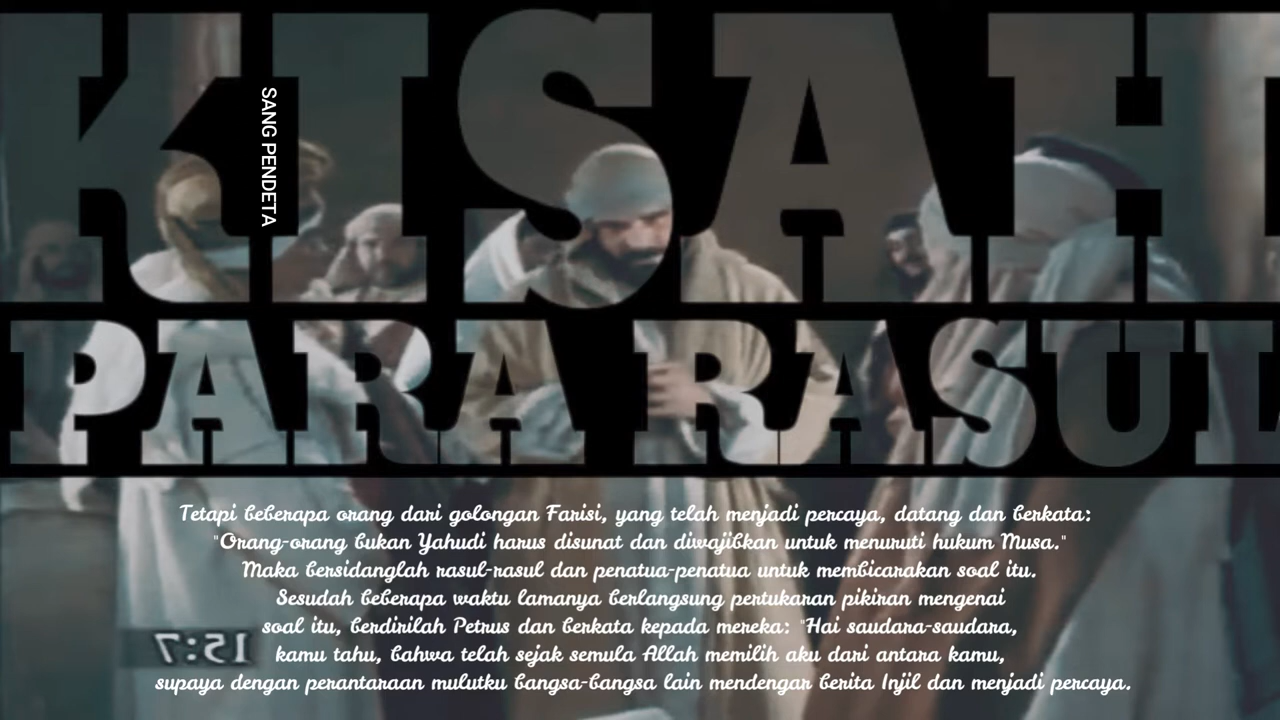 KISAH
SANG PENDETA
PARA RASUL
Tetapi beberapa orang dari golongan Farisi, yang telah menjadi percaya, datang dan berkata:
"Orang-orang bukan Yahudi harus disunat dan diwajibkan untuk menuruti hukum Musa."
Maka bersidanglah rasul-rasul dan penatua-penatua untuk membicarakan soal itu.
Sesudah beberapa waktu lamanya berlangsung pertukaran pikiran mengenai
soal itu, berdirilah Petrus dan berkata kepada mereka: "Hai saudara-saudara,
kamu tahu, bahwa telah sejak semula Allah memilih aku dari antara kamu,
supaya dengan perantaraan mulutku bangsa-bangsa lain mendengar berita Injil dan menjadi percaya.
15:7